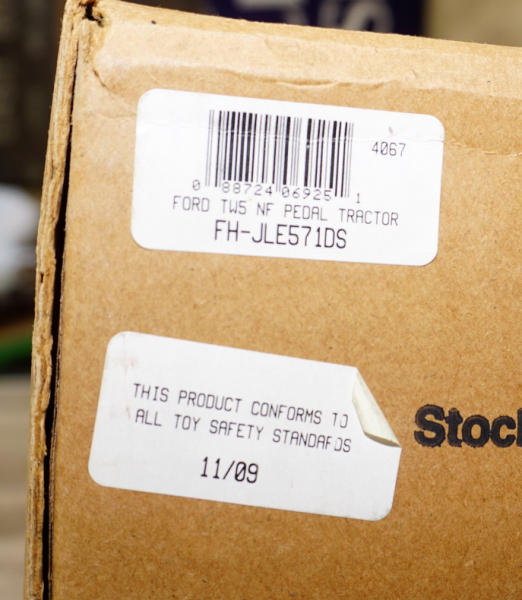 4067
0 88724 06925 1
FORD TW5 NF PEDAL TRACTOR
FH-JLE571DS
THIS PRODUCT CONFORMS TO
ALL TOY SAFETY STANDARDS
11/09
Stock